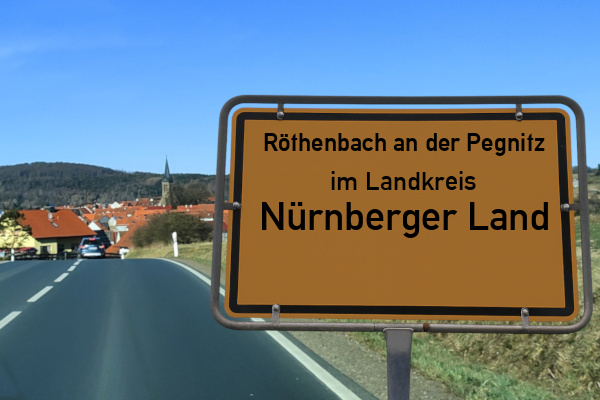 Röthenbach an der Pegnitz
im Landkreis
Nürnberger Land